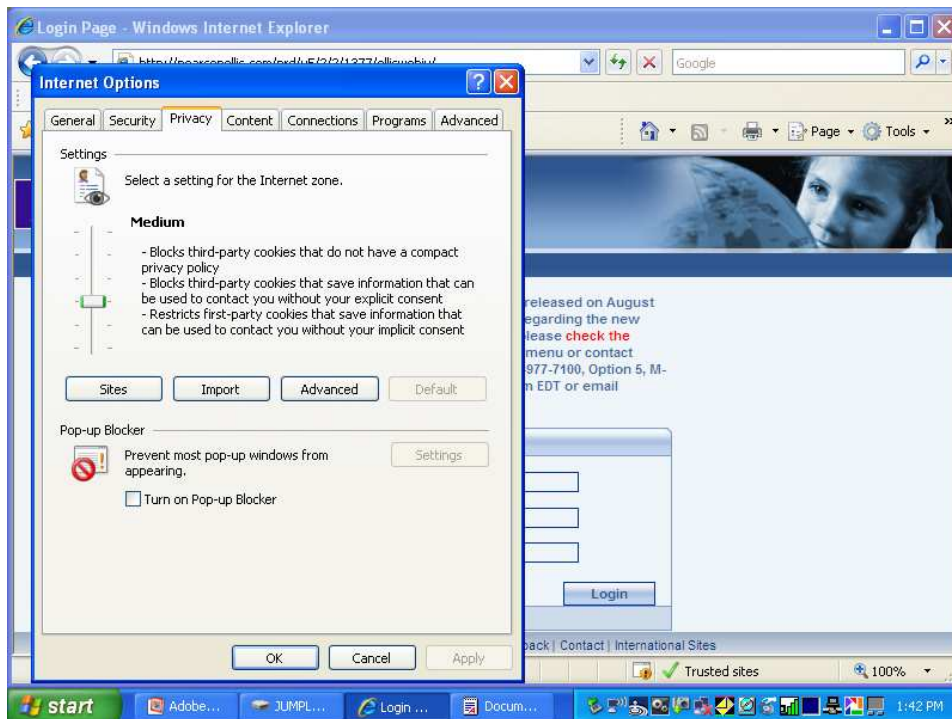 Login Page - Windows Internet Explorer
Google
Internet Options
General Security Privacy Content Connections Programs Advanced
Page Tools
Settings
Select a setting for the Internet zone.
Medium
- Blocks third-party cookies that do not have a compact
privacy policy
- Blocks third-party cookies that save information that can
be used to contact you without your explicit consent
- Restricts first-party cookies that save information that
can be used to contact you without your implicit consent
released on August
egarding the new
lease check the
menu or contact
977-7100, Option 5, M-
n EDT or email
Sites Import Advanced Default
Pop-up Blocker
Prevent most pop-up windows from
appearing.
Settings
Turn on Pop-up Blocker
Login
OK Cancel Apply
back | Contact | International Sites
Trusted sites 100%
start Adobe... JUMPL... Login ... Docum... 1:42 PM